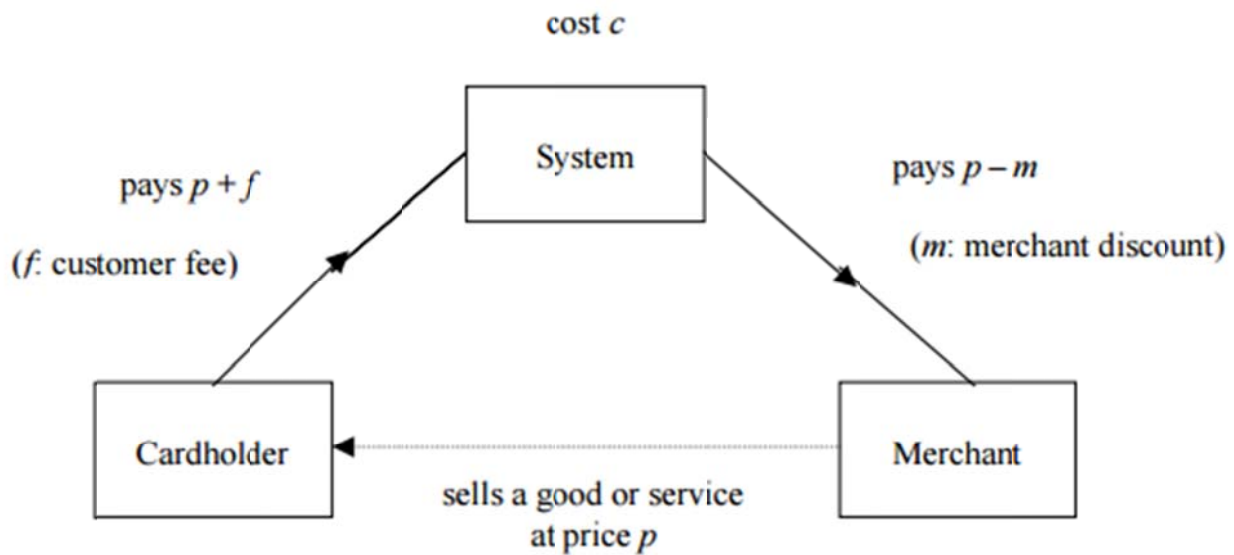 cost c
System
pays p + f
(f: customer fee)
pays p – m
(m: merchant discount)
Cardholder
Merchant
sells a good or service
at price p